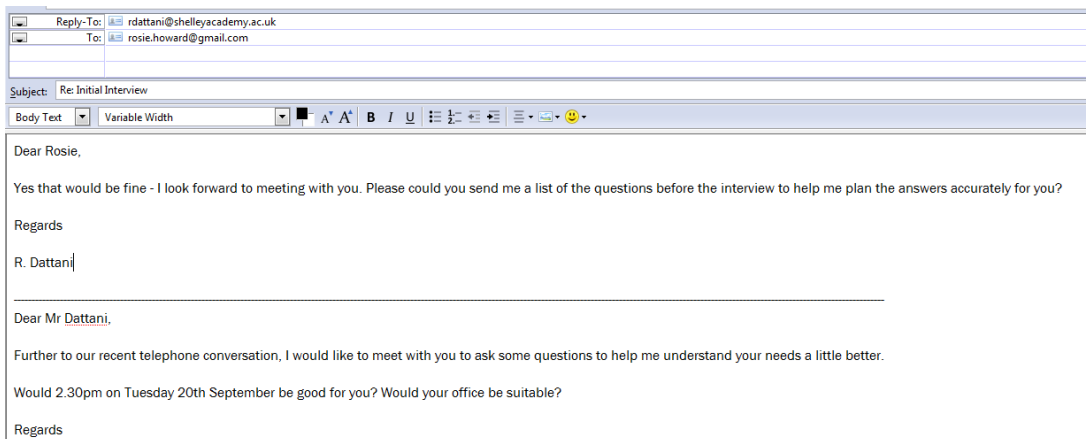 Reply-To: rdattani@shelleyacademy.ac.uk
To: rosie.howard@gmail.com
Subject: Re: Initial Interview
Body Text Variable Width A A B I U
Dear Rosie,
Yes that would be fine - I look forward to meeting with you. Please could you send me a list of the questions before the interview to help me plan the answers accurately for you?
Regards
R. Dattani
Dear Mr Dattani,
Further to our recent telephone conversation, I would like to meet with you to ask some questions to help me understand your needs a little better.
Would 2.30pm on Tuesday 20th September be good for you? Would your office be suitable?
Regards